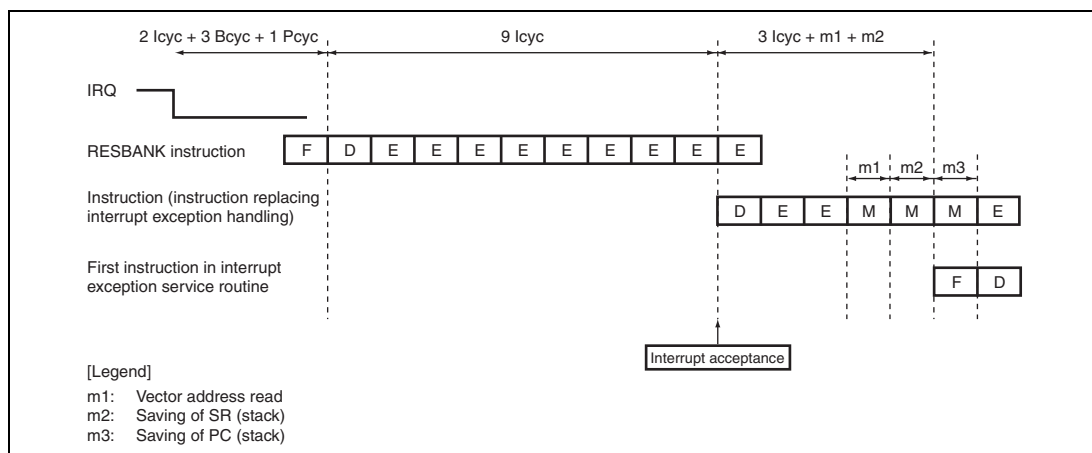 2 Icyc + 3 Bcyc + 1 Pcyc 9 Icyc 3 Icyc + m1 + m2
IRQ
RESBANK instruction F D E E E E E E E E E
m1 m2 m3
Instruction (instruction replacing
interrupt exception handling)
D E E M M M E
First instruction in interrupt
exception service routine
F D
Interrupt acceptance
[Legend]
m1: Vector address read
m2: Saving of SR (stack)
m3: Saving of PC (stack)